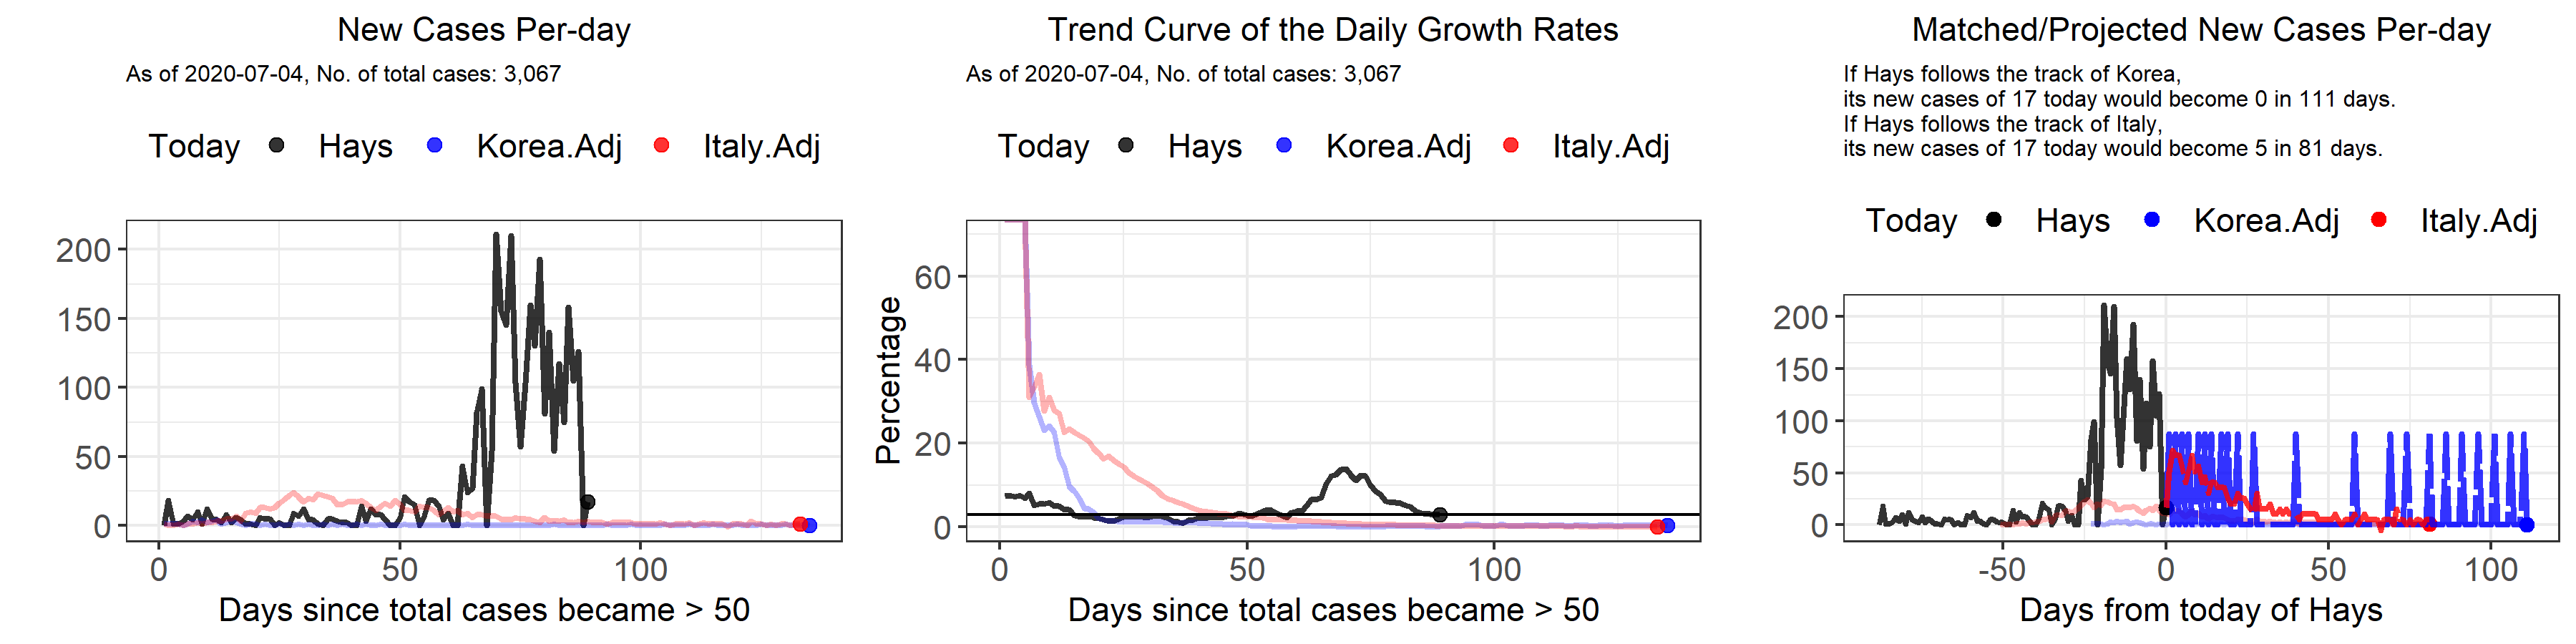 New Cases Per-day
As of 2020-07-04, No. of total cases: 3,067
Today Hays Korea.Adj Italy.Adj
200
150
100
50
0
0 50 100
Days since total cases became > 50
Trend Curve of the Daily Growth Rates
As of 2020-07-04, No. of total cases: 3,067
Today Hays Korea.Adj Italy.Adj
Percentage
60
40
20
0
0 50 100
Days since total cases became > 50
Matched/Projected New Cases Per-day
If Hays follows the track of Korea,
its new cases of 17 today would become 0 in 111 days.
If Hays follows the track of Italy,
its new cases of 17 today would become 5 in 81 days.
Today Hays Korea.Adj Italy.Adj
200
150
100
50
0
-50 0 50 100
Days from today of Hays